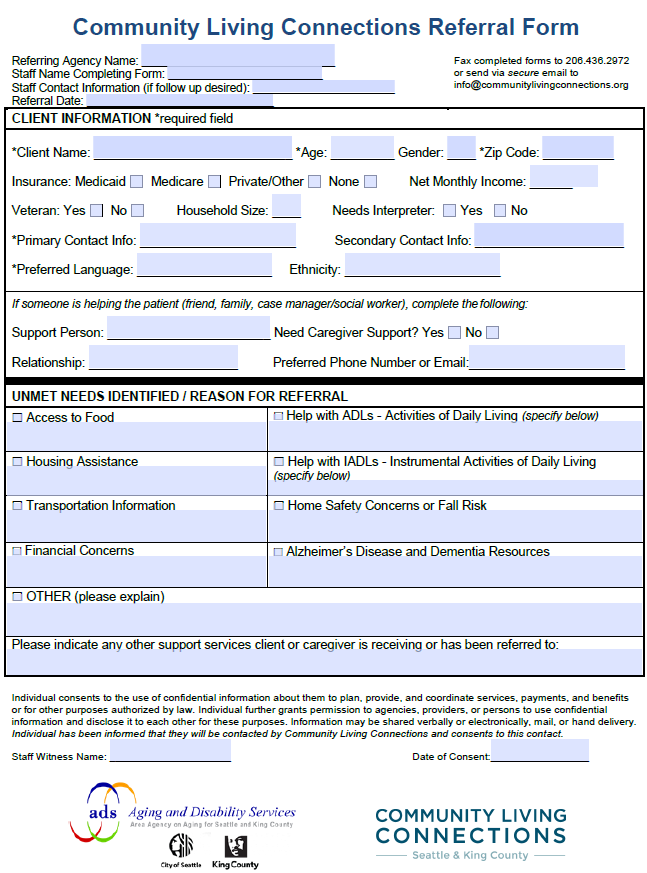 Community Living Connections Referral Form
Referring Agency Name:
Staff Name Completing Form:
Staff Contact Information (if follow up desired):
Referral Date:
Fax completed forms to 206.436.2972
or send via secure email to
info@communitylivingconnections.org
CLIENT INFORMATION *required field
*Client Name: *Age: Gender: *Zip Code:
Insurance: Medicaid Medicare Private/Other None Net Monthly Income:
Veteran: Yes No Household Size: Needs Interpreter: Yes No
*Primary Contact Info: Secondary Contact Info:
*Preferred Language: Ethnicity:
If someone is helping the patient (friend, family, case manager/social worker), complete the following:
Support Person: Need Caregiver Support? Yes No
Relationship: Preferred Phone Number or Email:
UNMET NEEDS IDENTIFIED / REASON FOR REFERRAL
Access to Food
Help with ADLs - Activities of Daily Living (specify below)
Housing Assistance
Help with IADLs - Instrumental Activities of Daily Living
(specify below)
Transportation Information
Home Safety Concerns or Fall Risk
Financial Concerns
Alzheimer's Disease and Dementia Resources
OTHER (please explain)
Please indicate any other support services client or caregiver is receiving or has been referred to:
Individual consents to the use of confidential information about them to plan, provide, and coordinate services, payments, and benefits
or for other purposes authorized by law. Individual further grants permission to agencies, providers, or persons to use confidential
information and disclose it to each other for these purposes. Information may be shared verbally or electronically, mail, or hand delivery.
Individual has been informed that they will be contacted by Community Living Connections and consents to this contact.
Staff Witness Name: Date of Consent:
ads Aging and Disability Services
Area Agency on Aging for Seattle and King County
City of Seattle King County
COMMUNITY LIVING
CONNECTIONS
Seattle & King County